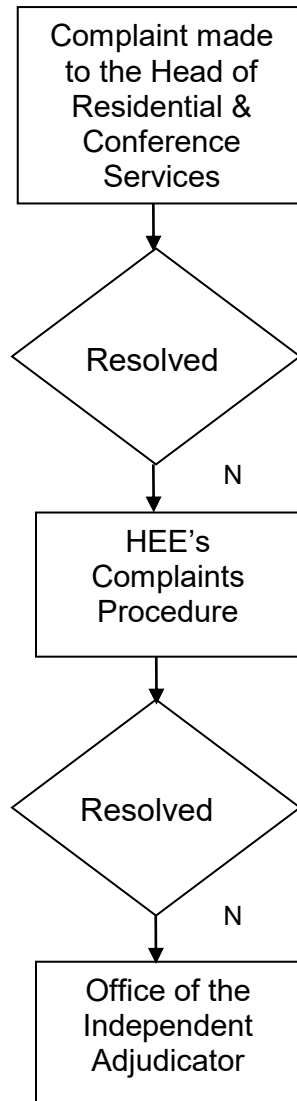 Complaint made
to the Head of
Residential &
Conference
Services
Resolved
N
HEE’s
Complaints
Procedure
Resolved
N
Office of the
Independent
Adjudicator